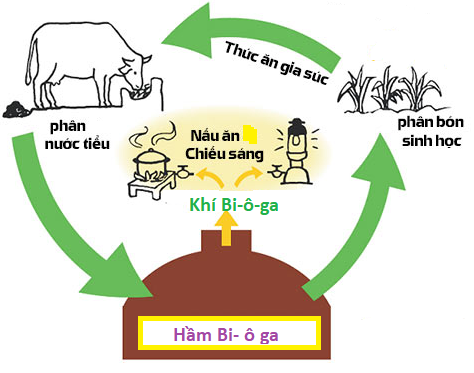 Thức ăn gia súc
phân
nước tiểu
phân bón
sinh học
Nấu ăn
Chiếu sáng
Khí Bi-ô-ga
Hầm Bi- ô ga